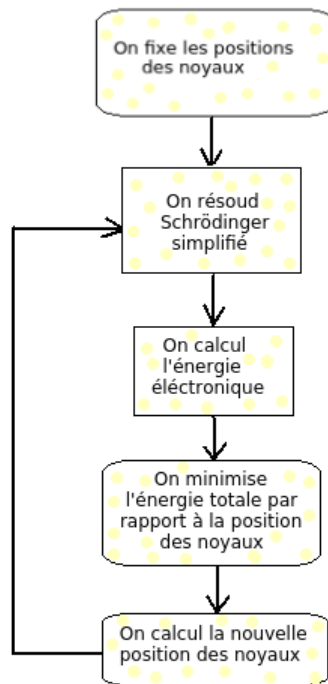 On fixe les positions
des noyaux
On résoud
Schrödinger
simplifié
On calcul
l'énergie
éléctronique
On minimise
l'énergie totale par
rapport à la position
des noyaux
On calcul la nouvelle
position des noyaux